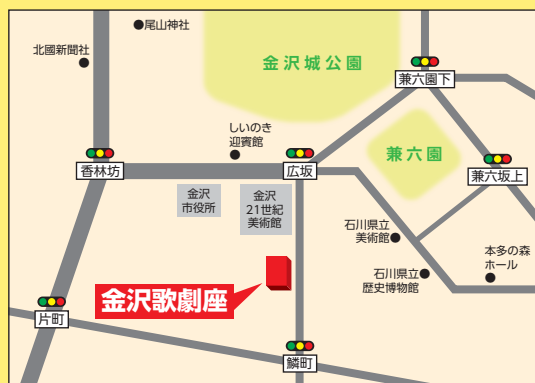 尾山神社
北國新聞社
金沢城公園
兼六園下
しいのき
迎賓館
兼六園
香林坊
広坂
兼六坂上
金沢
市役所
金沢
21世紀
美術館
石川県立
美術館
本多の森
ホール
石川県立
歴史博物館
金沢歌劇座
片町
鱗町